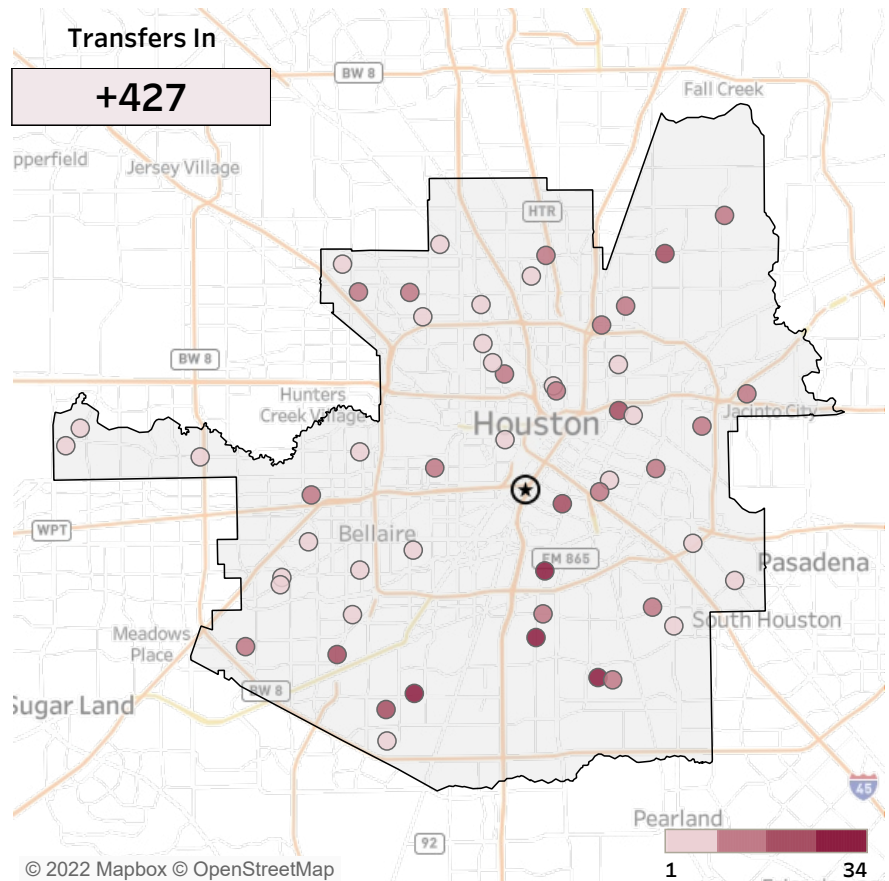 Transfers In
+427
BW 8
Fall Creek
pperfield
Jersey Village
HTR
BW 8
Hunters
Creek Village
Jacinto City
Houston
WPT
Bellaire
FM 865
Pasadena
South Houston
Meadows
Place
BW 8
Sugar Land
45
Pearland
92
1
34
© 2022 Mapbox © OpenStreetMap